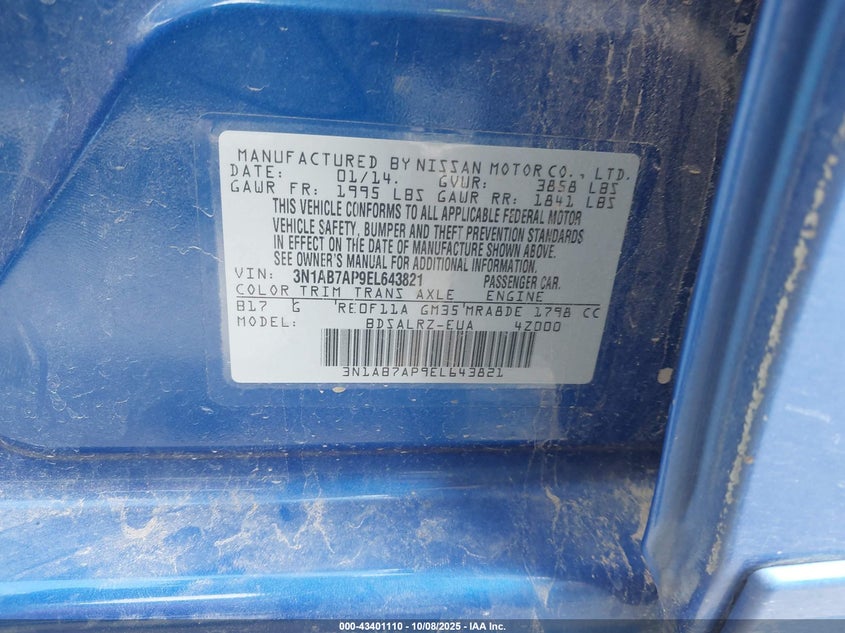 MANUFACTURED BY NISSAN MOTOR CO., LTD.
DATE: 01/14. GVWR: 3858 LBS
GAWR FR: 1995 LBS GAWR RR: 1841 LBS
THIS VEHICLE CONFORMS TO ALL APPLICABLE FEDERAL MOTOR
VEHICLE SAFETY, BUMPER AND THEFT PREVENTION STANDARDS
IN EFFECT ON THE DATE OF MANUFACTURE SHOWN ABOVE.
SEE OWNER'S MANUAL FOR ADDITIONAL INFORMATION.
VIN: 3N1AB7AP9EL643821 PASSENGER CAR.
COLOR TRIM TRANS AXLE ENGINE
B17 G RE0F11A GM35 MRA8DE 1798 CC
MODEL: BDSALRZ-EUA 4Z000
3N1AB7AP9EL643821
000-43401110 - 10/08/2025 - IAA Inc.